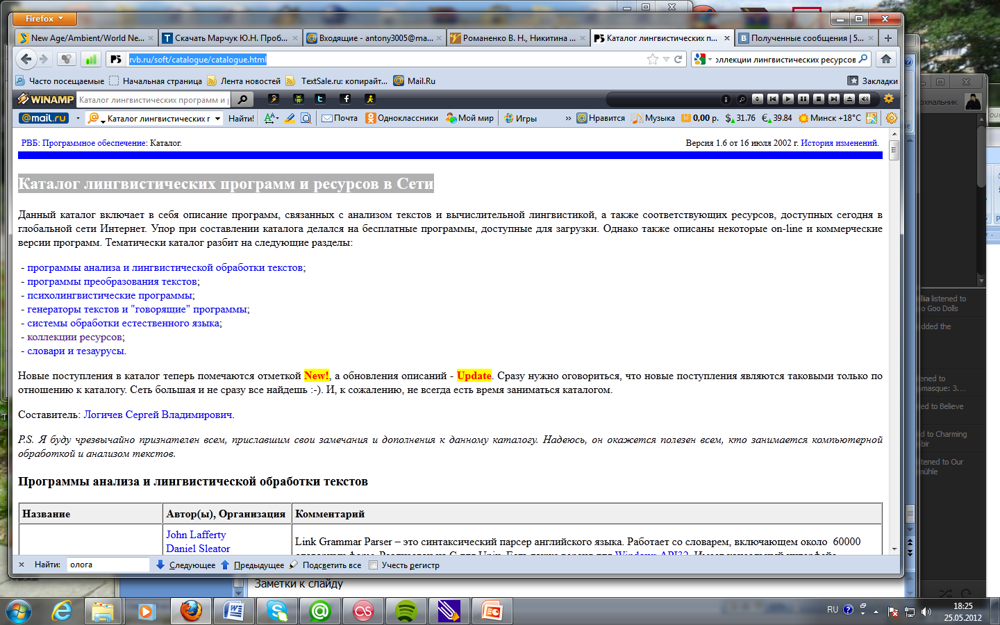 Firefox
New Age/Ambient/World Ne...
Скачать Марчук Ю.Н. Проб...
Входящие - antony3005@ma...
Романенко В. Н., Никитина ...
Каталог лингвистических п...
Полученные сообщения | 5...
rvb.ru/soft/catalogue/catalogue.html
оллекции лингвистических ресурсов
Часто посещаемые
Начальная страница
Лента новостей
TextSale.ru: копирайт...
Mail.Ru
Закладки
WINAMP
Каталог лингвистических программ и р
@mail.ru
Каталог лингвистических г
Найти!
Почта
Одноклассники
Мой мир
Игры
»
Нравится
Музыка
0,00 р.
$ 31.76
€ 39.84
Минск +18°C
РВБ: Программное обеспечение: Каталог.
Версия 1.6 от 16 июля 2002 г. История изменений.
Каталог лингвистических программ и ресурсов в Сети
Данный каталог включает в себя описание программ, связанных с анализом текстов и вычислительной лингвистикой, а также соответствующих ресурсов, доступных сегодня в
глобальной сети Интернет. Упор при составлении каталога делался на бесплатные программы, доступные для загрузки. Однако также описаны некоторые on-line и коммерческие
версии программ. Тематически каталог разбит на следующие разделы:
- программы анализа и лингвистической обработки текстов;
- программы преобразования текстов;
- психолингвистические программы;
- генераторы текстов и "говорящие" программы;
- системы обработки естественного языка;
- коллекции ресурсов;
- словари и тезаурусы.
Новые поступления в каталог теперь помечаются отметкой New!, а обновления описаний - Update. Сразу нужно оговориться, что новые поступления являются таковыми только по
отношению к каталогу. Сеть большая и не сразу все найдешь :-). И, к сожалению, не всегда есть время заниматься каталогом.
Составитель: Логичев Сергей Владимирович.
P.S. Я буду чрезвычайно признателен всем, приславшим свои замечания и дополнения к данному каталогу. Надеюсь, он окажется полезен всем, кто занимается компьютерной
обработкой и анализом текстов.
Программы анализа и лингвистической обработки текстов
Название
Автор(ы), Организация
Комментарий
John Lafferty
Daniel Sleator
Link Grammar Parser – это синтаксический парсер английского языка. Работает со словарем, включающем около 60000
Найти:
олога
Следующее
Предыдущее
Подсветить все
Учесть регистр
Заметки к слайду
охмальник
listened to
o Goo Dolls
dded the
ened to
masque: 3....
ed to Believe
d to Charming
bir
tened to Our
mühle
RU
18:25
25.05.2012